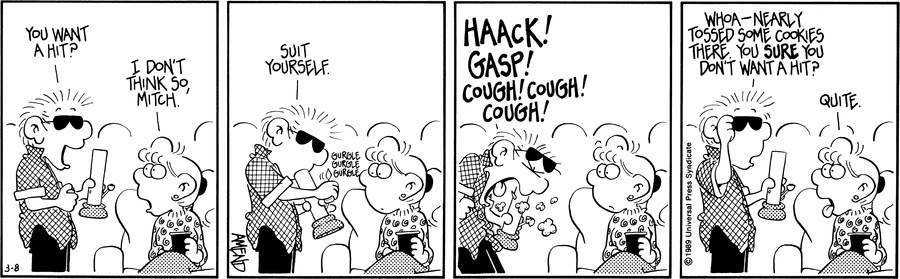 YOU WANT
A HIT?
I DON'T
THINK SO,
MITCH.
3-8
SUIT
YOURSELF.
GURGLE
GURGLE
GURGLE
AMEND
HAACK!
GASP!
COUGH! COUGH!
COUGH!
WHOA—NEARLY
TOSSED SOME COOKIES
THERE. YOU SURE YOU
DON'T WANT A HIT?
QUITE.
©1989 Universal Press Syndicate